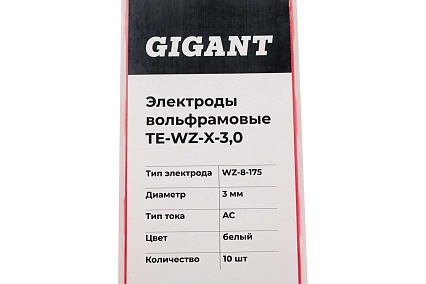 GIGANT
Электроды
вольфрамовые
TE-WZ-X-3,0
Тип электрода WZ-8-175
Диаметр 3 мм
Тип тока AC
Цвет белый
Количество 10 шт